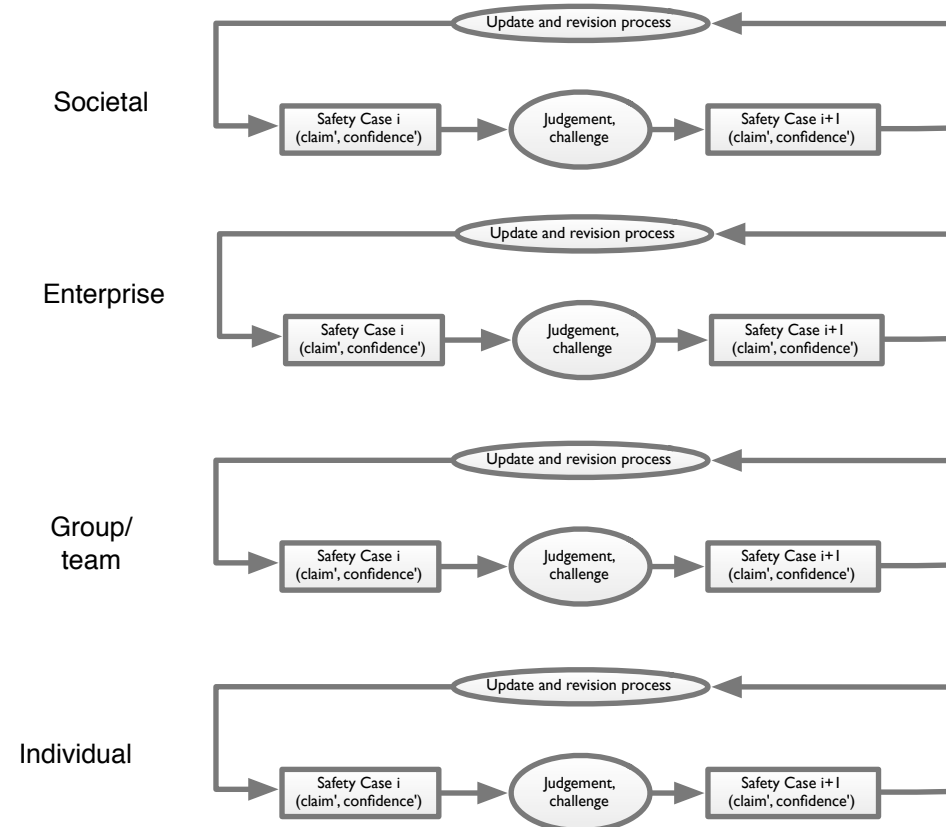 Update and revision process
Societal
Safety Case i
(claim', confidence')
Judgement,
challenge
Safety Case i+1
(claim', confidence')
Update and revision process
Enterprise
Safety Case i
(claim', confidence')
Judgement,
challenge
Safety Case i+1
(claim', confidence')
Update and revision process
Group/
team
Safety Case i
(claim', confidence')
Judgement,
challenge
Safety Case i+1
(claim', confidence')
Update and revision process
Individual
Safety Case i
(claim', confidence')
Judgement,
challenge
Safety Case i+1
(claim', confidence')